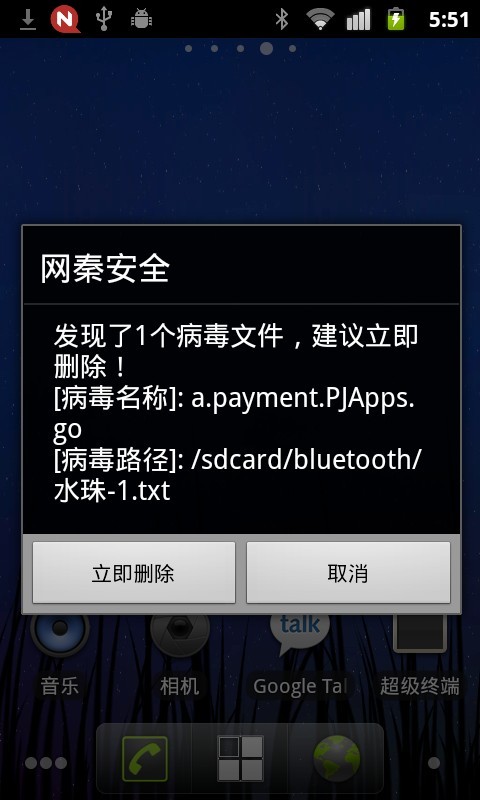 5:51
网秦安全
发现了1个病毒文件，建议立即
删除！
[病毒名称]: a.payment.PJApps.
go
[病毒路径]: /sdcard/bluetooth/
水珠-1.txt
立即删除 取消
talk
音乐 相机 Google Tal 超级终端